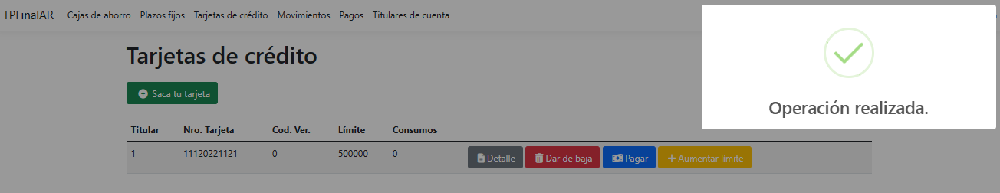 TPFinalAR Cajas de ahorro Plazos fijos Tarjetas de crédito Movimientos Pagos Titulares de cuenta
Operación realizada.
Tarjetas de crédito
Saca tu tarjeta
Titular Nro. Tarjeta Cod. Ver. Límite Consumos
1 11120221121 0 500000 0 Detalle Dar de baja Pagar Aumentar límite